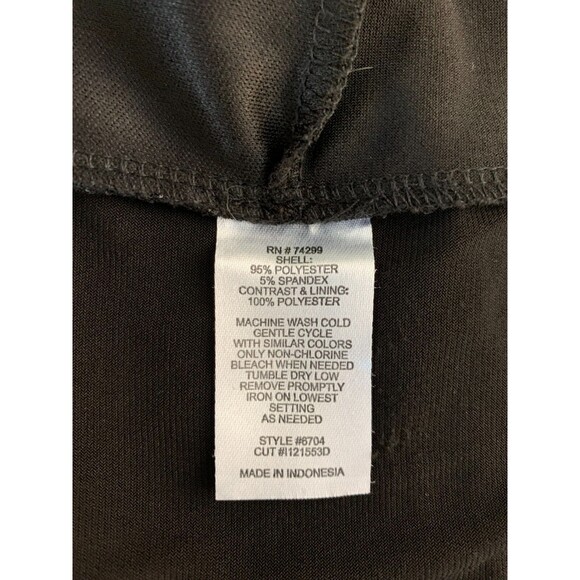 RN # 74299
SHELL:
95% POLYESTER
5% SPANDEX
CONTRAST & LINING:
100% POLYESTER
MACHINE WASH COLD
GENTLE CYCLE
WITH SIMILAR COLORS
ONLY NON-CHLORINE
BLEACH WHEN NEEDED
TUMBLE DRY LOW
REMOVE PROMPTLY
IRON ON LOWEST
SETTING
AS NEEDED
STYLE #6704
CUT #I121553D
MADE IN INDONESIA